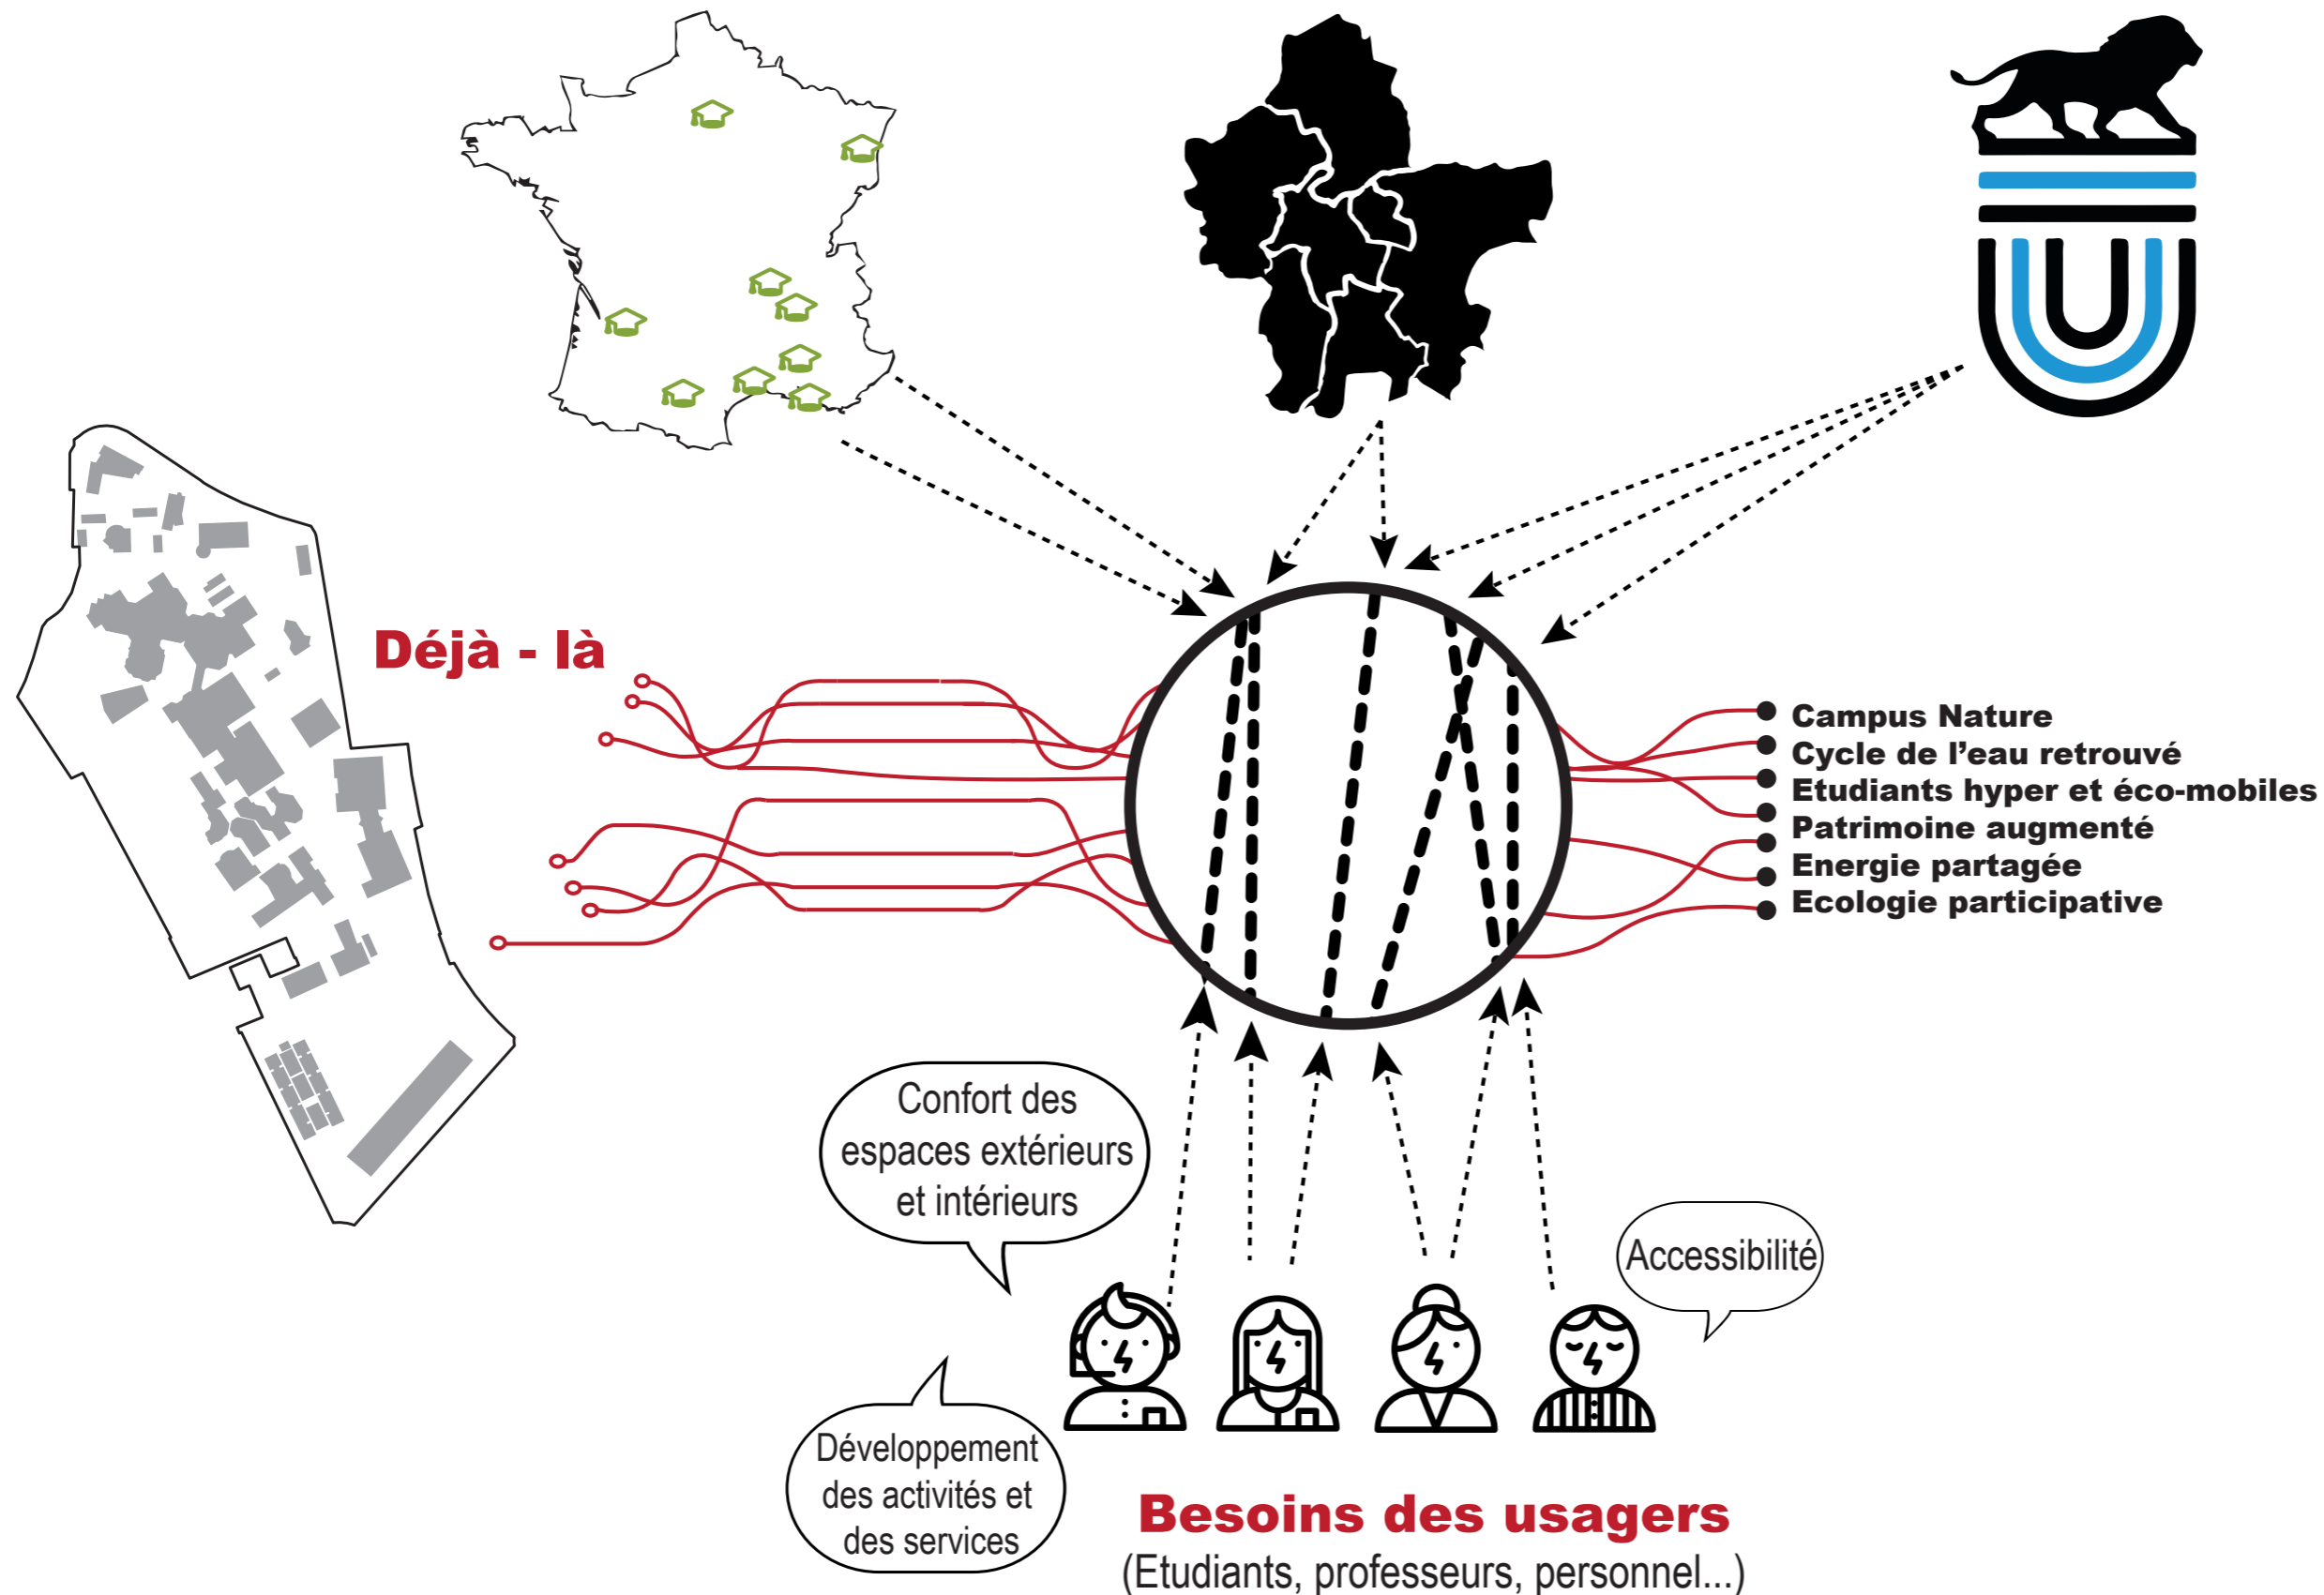 Déjà - là
Campus Nature
Cycle de l'eau retrouvé
Etudiants hyper et éco-mobiles
Patrimoine augmenté
Energie partagée
Ecologie participative
Confort des
espaces extérieurs
et intérieurs
Accessibilité
Développement
des activités et
des services
Besoins des usagers
(Etudiants, professeurs, personnel...)